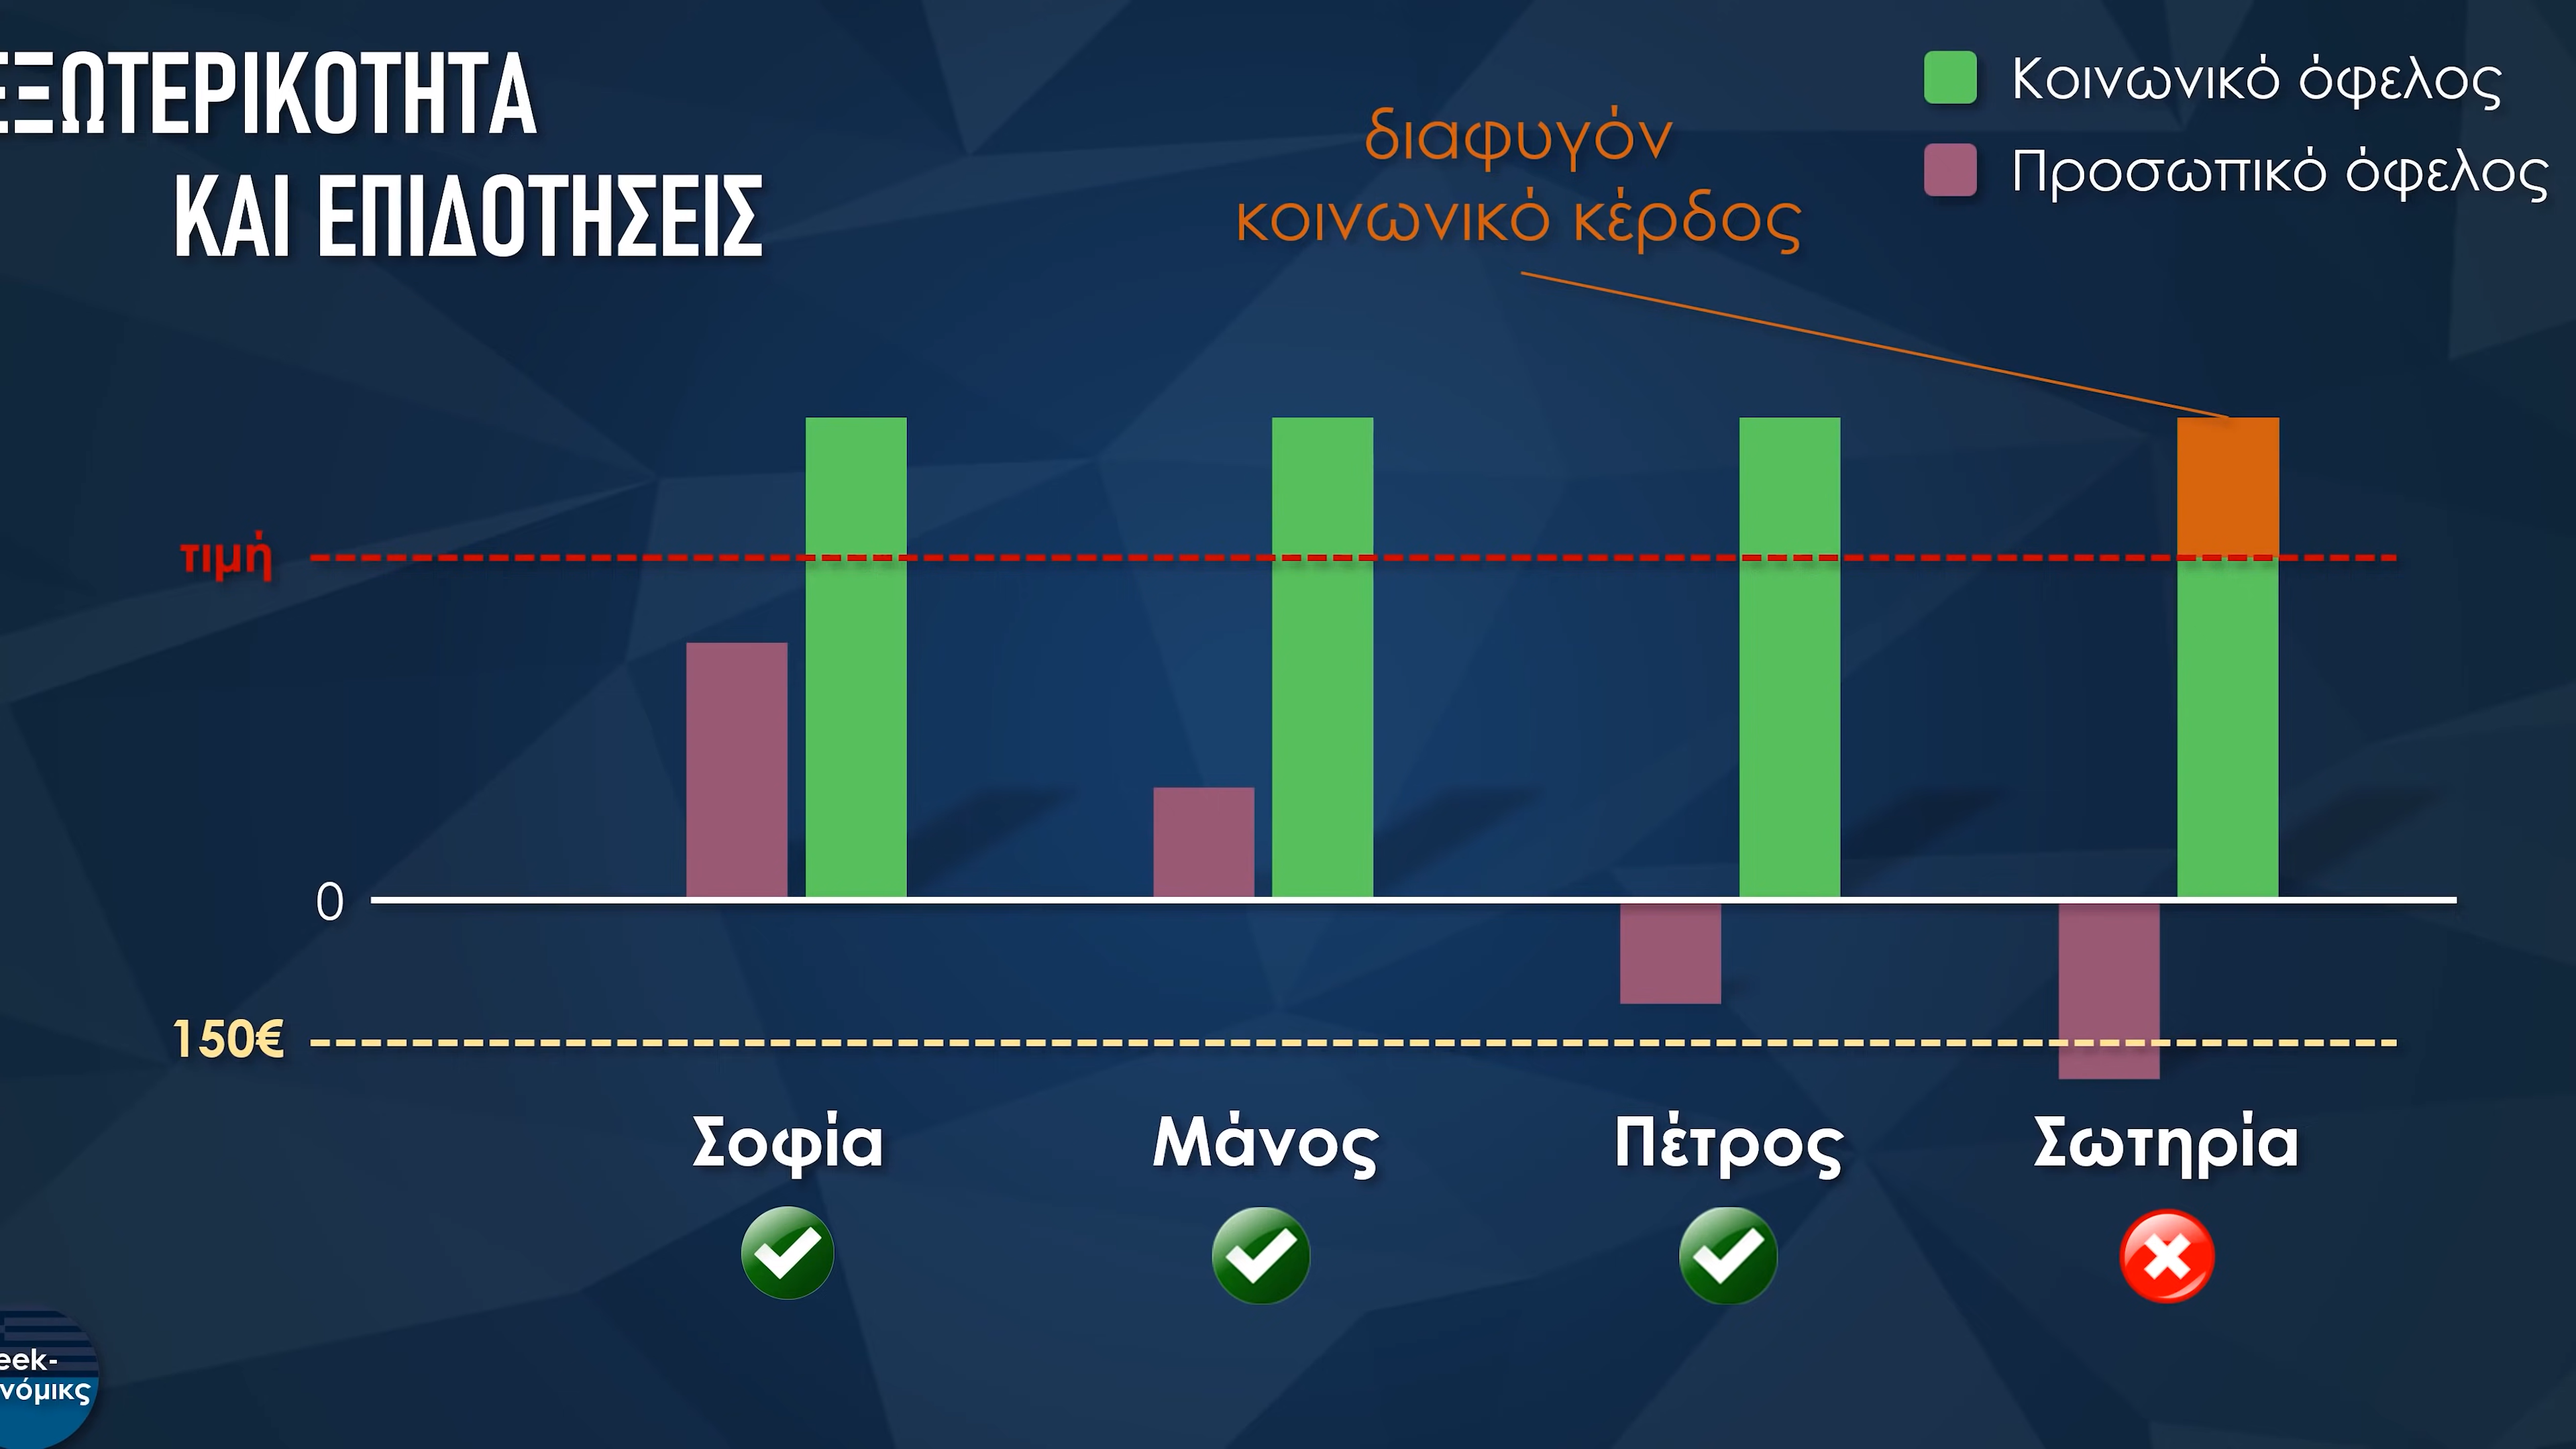 ΞΩΤΕΡΙΚΟΤΗΤΑ
ΚΑΙ ΕΠΙΔΟΤΗΣΕΙΣ
Κοινωνικό όφελος
Προσωπικό όφελος
διαφυγόν
κοινωνικό κέρδος
τιμή
0
150€
Σοφία
Μάνος
Πέτρος
Σωτηρία
eek-
νόμικς